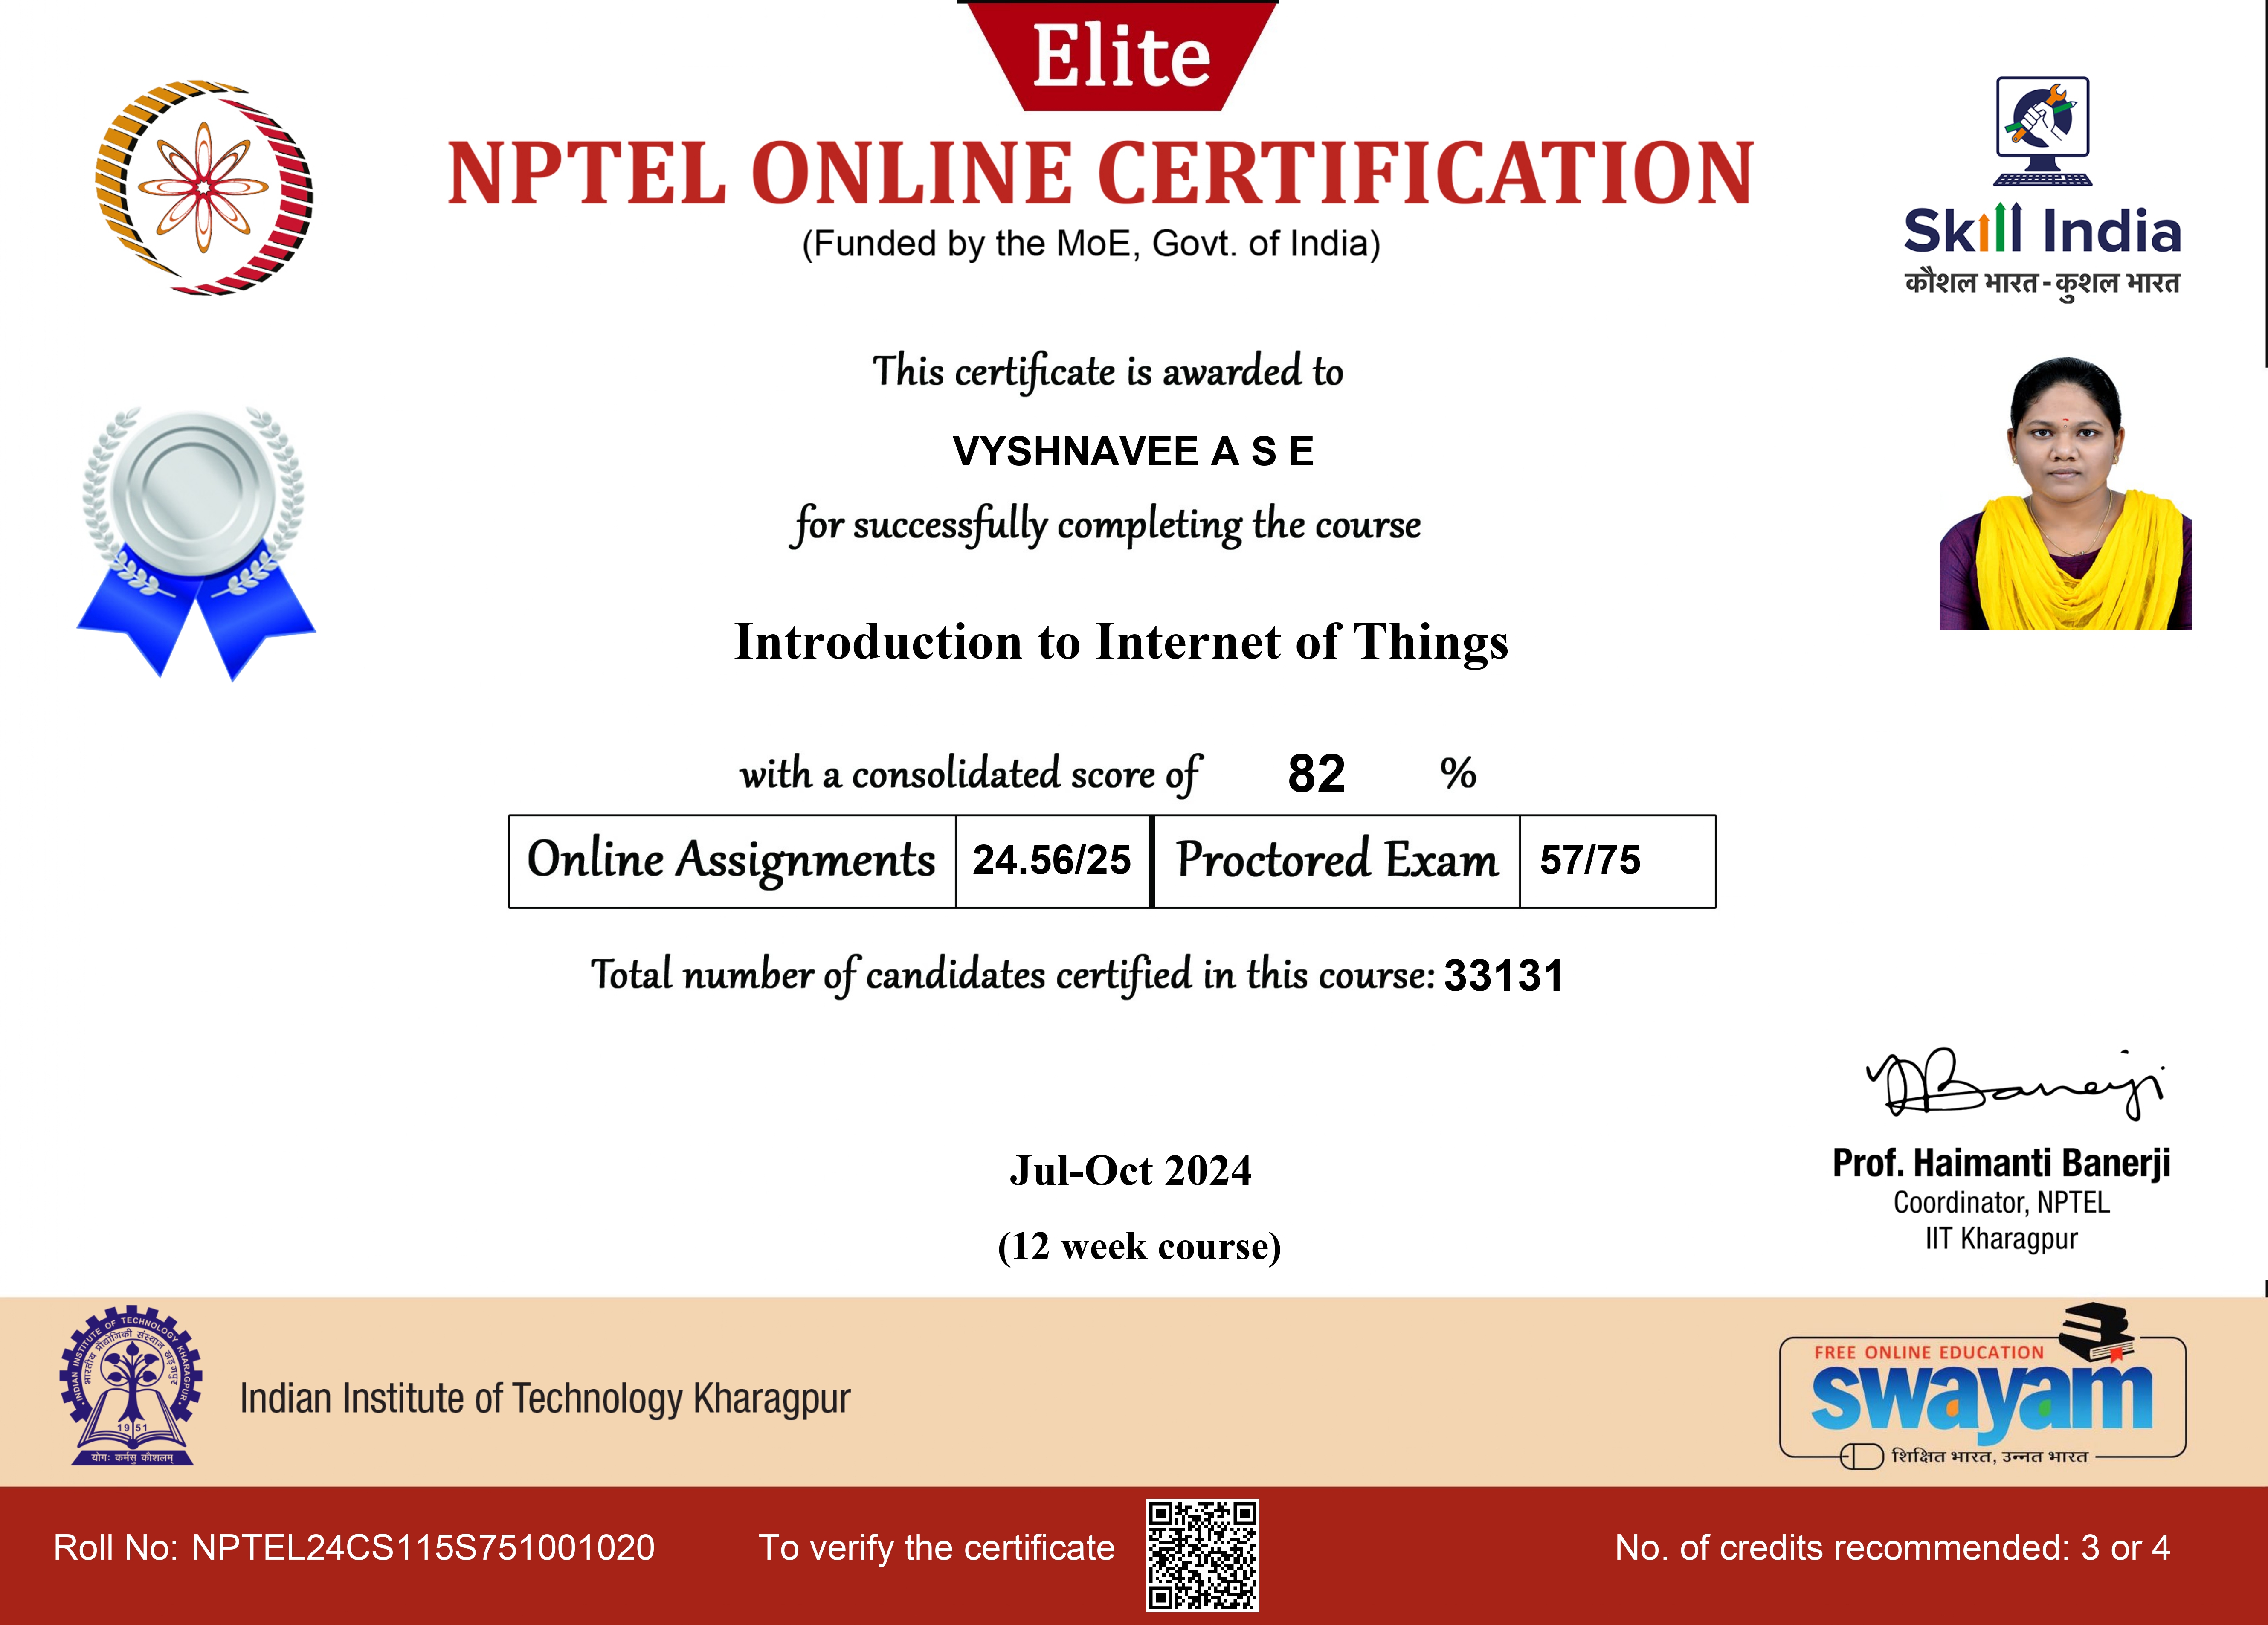 Elite
NPTEL ONLINE CERTIFICATION
(Funded by the MoE, Govt. of India)
Skill India
कौशल भारत - कुशल भारत
This certificate is awarded to
VYSHNAVEE A S E
for successfully completing the course
Introduction to Internet of Things
with a consolidated score of 82 %
Online Assignments 24.56/25 Proctored Exam 57/75
Total number of candidates certified in this course: 33131
Banerji
Prof. Haimanti Banerji
Coordinator, NPTEL
IIT Kharagpur
Jul-Oct 2024
(12 week course)
INDIAN INSTITUTE OF TECHNOLOGY KHARAGPUR
भारतीय प्रौद्योगिकी संस्थान खड़गपुर
1951
योगः कर्मसु कौशलम्
Indian Institute of Technology Kharagpur
FREE ONLINE EDUCATION
swayam
शिक्षित भारत, उन्नत भारत
Roll No: NPTEL24CS115S751001020
To verify the certificate
No. of credits recommended: 3 or 4